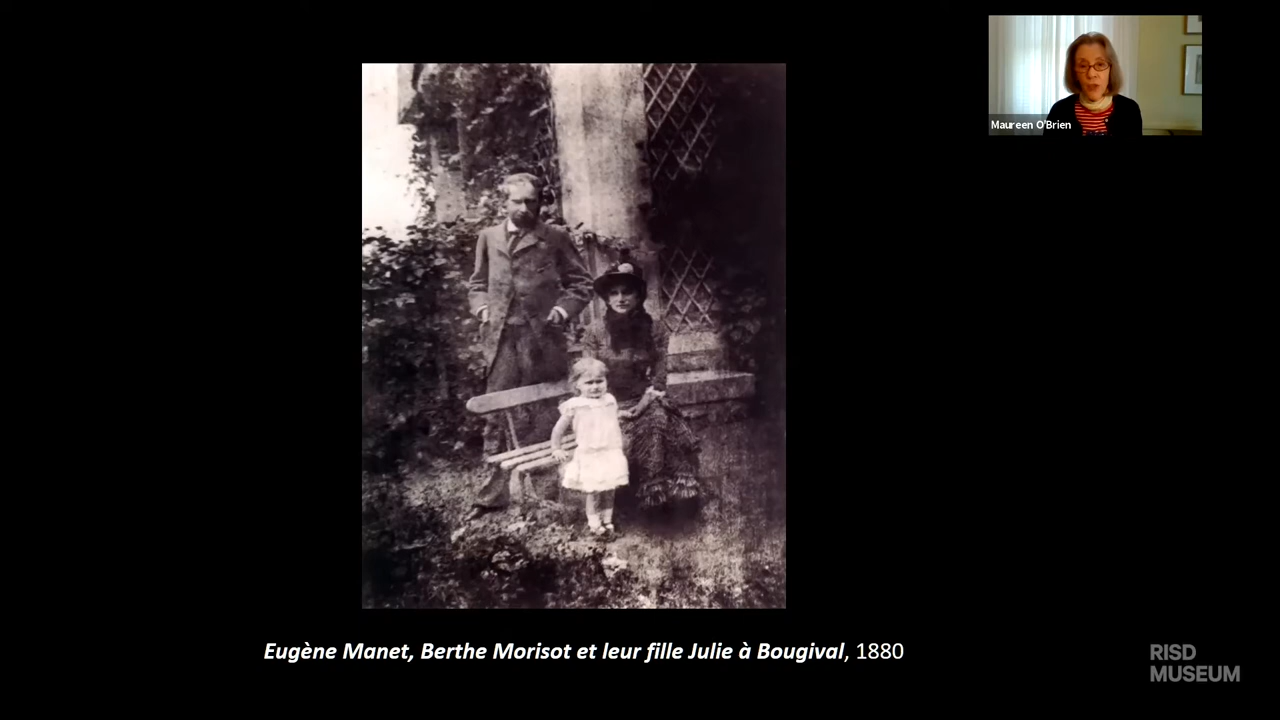 Maureen O'Brien
Eugène Manet, Berthe Morisot et leur fille Julie à Bougival, 1880
RISD
MUSEUM